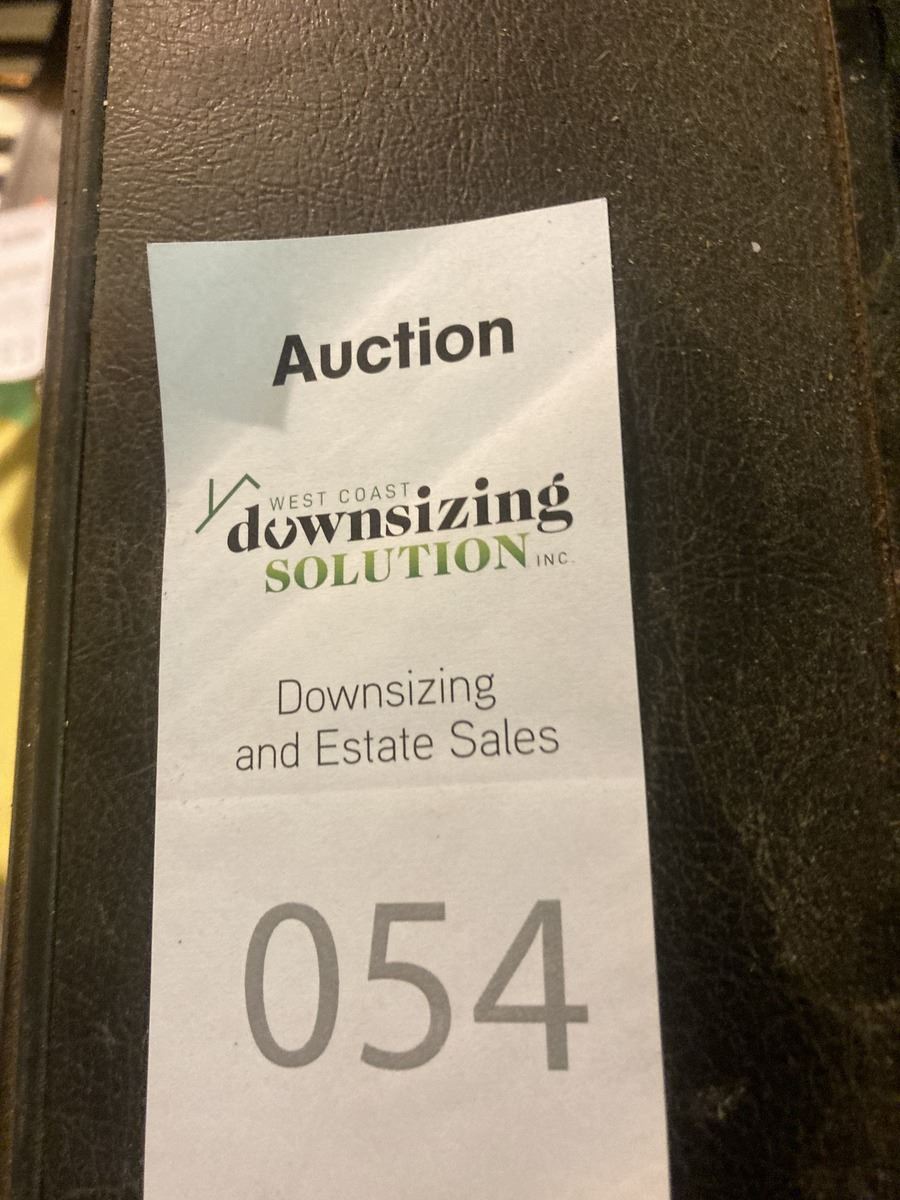 Auction
WEST COAST
downsizing
SOLUTION INC.
Downsizing
and Estate Sales
054